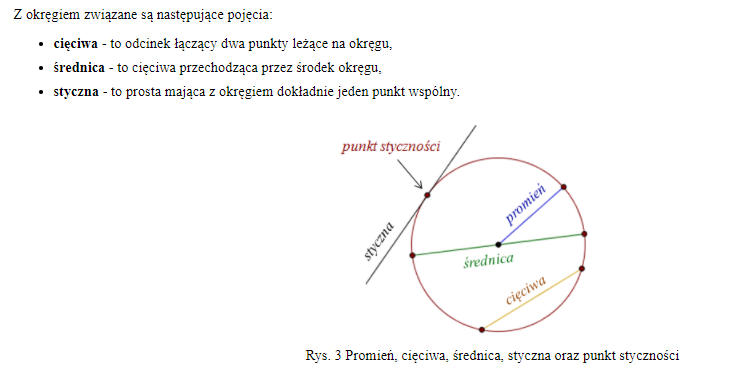 Z okręgiem związane są następujące pojęcia:
• cięciwa - to odcinek łączący dwa punkty leżące na okręgu,
• średnica - to cięciwa przechodząca przez środek okręgu,
• styczna - to prosta mająca z okręgiem dokładnie jeden punkt wspólny.
punkt styczności
promień
styczna
średnica
cięciwa
Rys. 3 Promień, cięciwa, średnica, styczna oraz punkt styczności